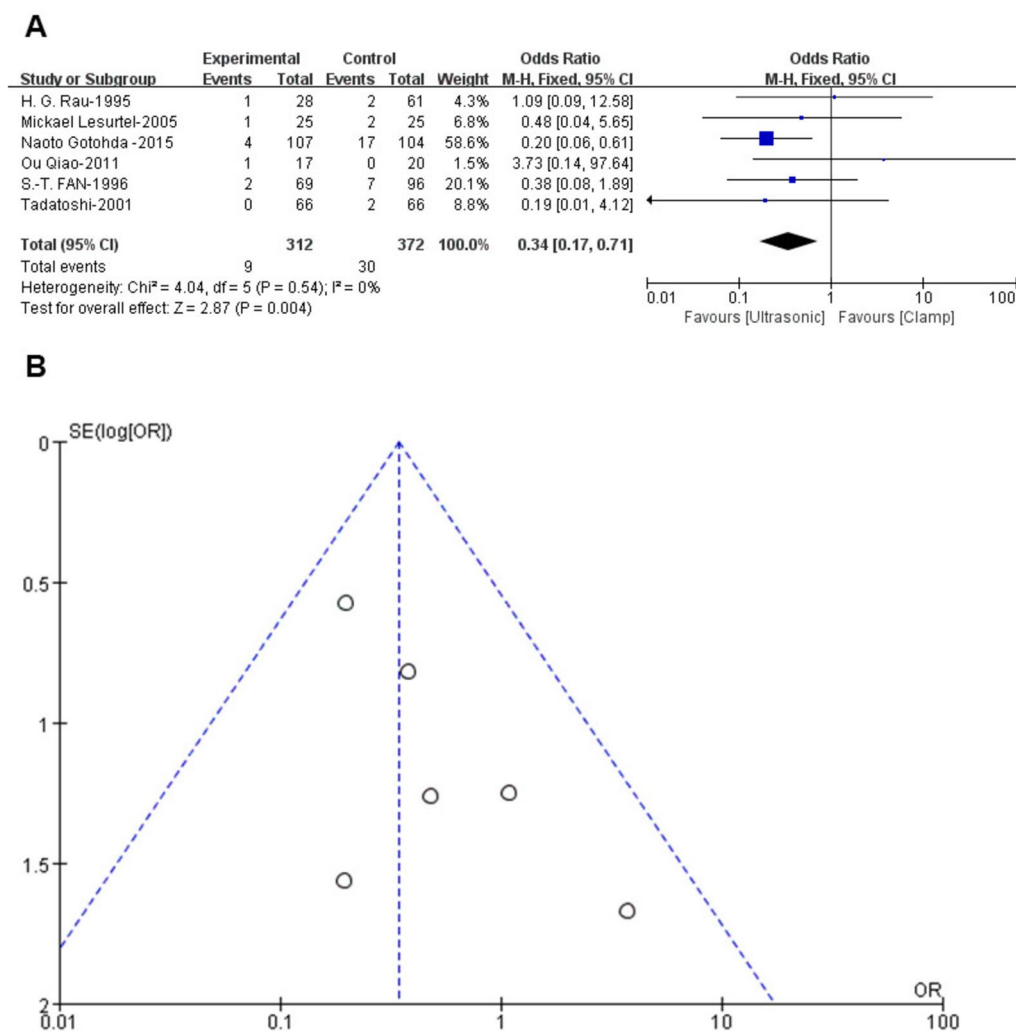 A
Experimental Control Odds Ratio Odds Ratio
Study or Subgroup Events Total Events Total Weight M-H, Fixed, 95% CI M-H, Fixed, 95% CI
H. G. Rau-1995 1 28 2 61 4.3% 1.09 [0.09, 12.58]
Mickael Lesurtel-2005 1 25 2 25 6.8% 0.48 [0.04, 5.65]
Naoto Gotohda -2015 4 107 17 104 58.6% 0.20 [0.06, 0.61]
Ou Qiao-2011 1 17 0 20 1.5% 3.73 [0.14, 97.64]
S.-T. FAN-1996 2 69 7 96 20.1% 0.38 [0.08, 1.89]
Tadatoshi-2001 0 66 2 66 8.8% 0.19 [0.01, 4.12]
Total (95% CI) 312 372 100.0% 0.34 [0.17, 0.71]
Total events 9 30
Heterogeneity: Chi² = 4.04, df = 5 (P = 0.54); I² = 0%
Test for overall effect: Z = 2.87 (P = 0.004)
0.01 0.1 1 10 100
Favours [Ultrasonic] Favours [Clamp]
B
SE(log[OR])
0
0.5
1
1.5
2
OR
0.01 0.1 1 10 100